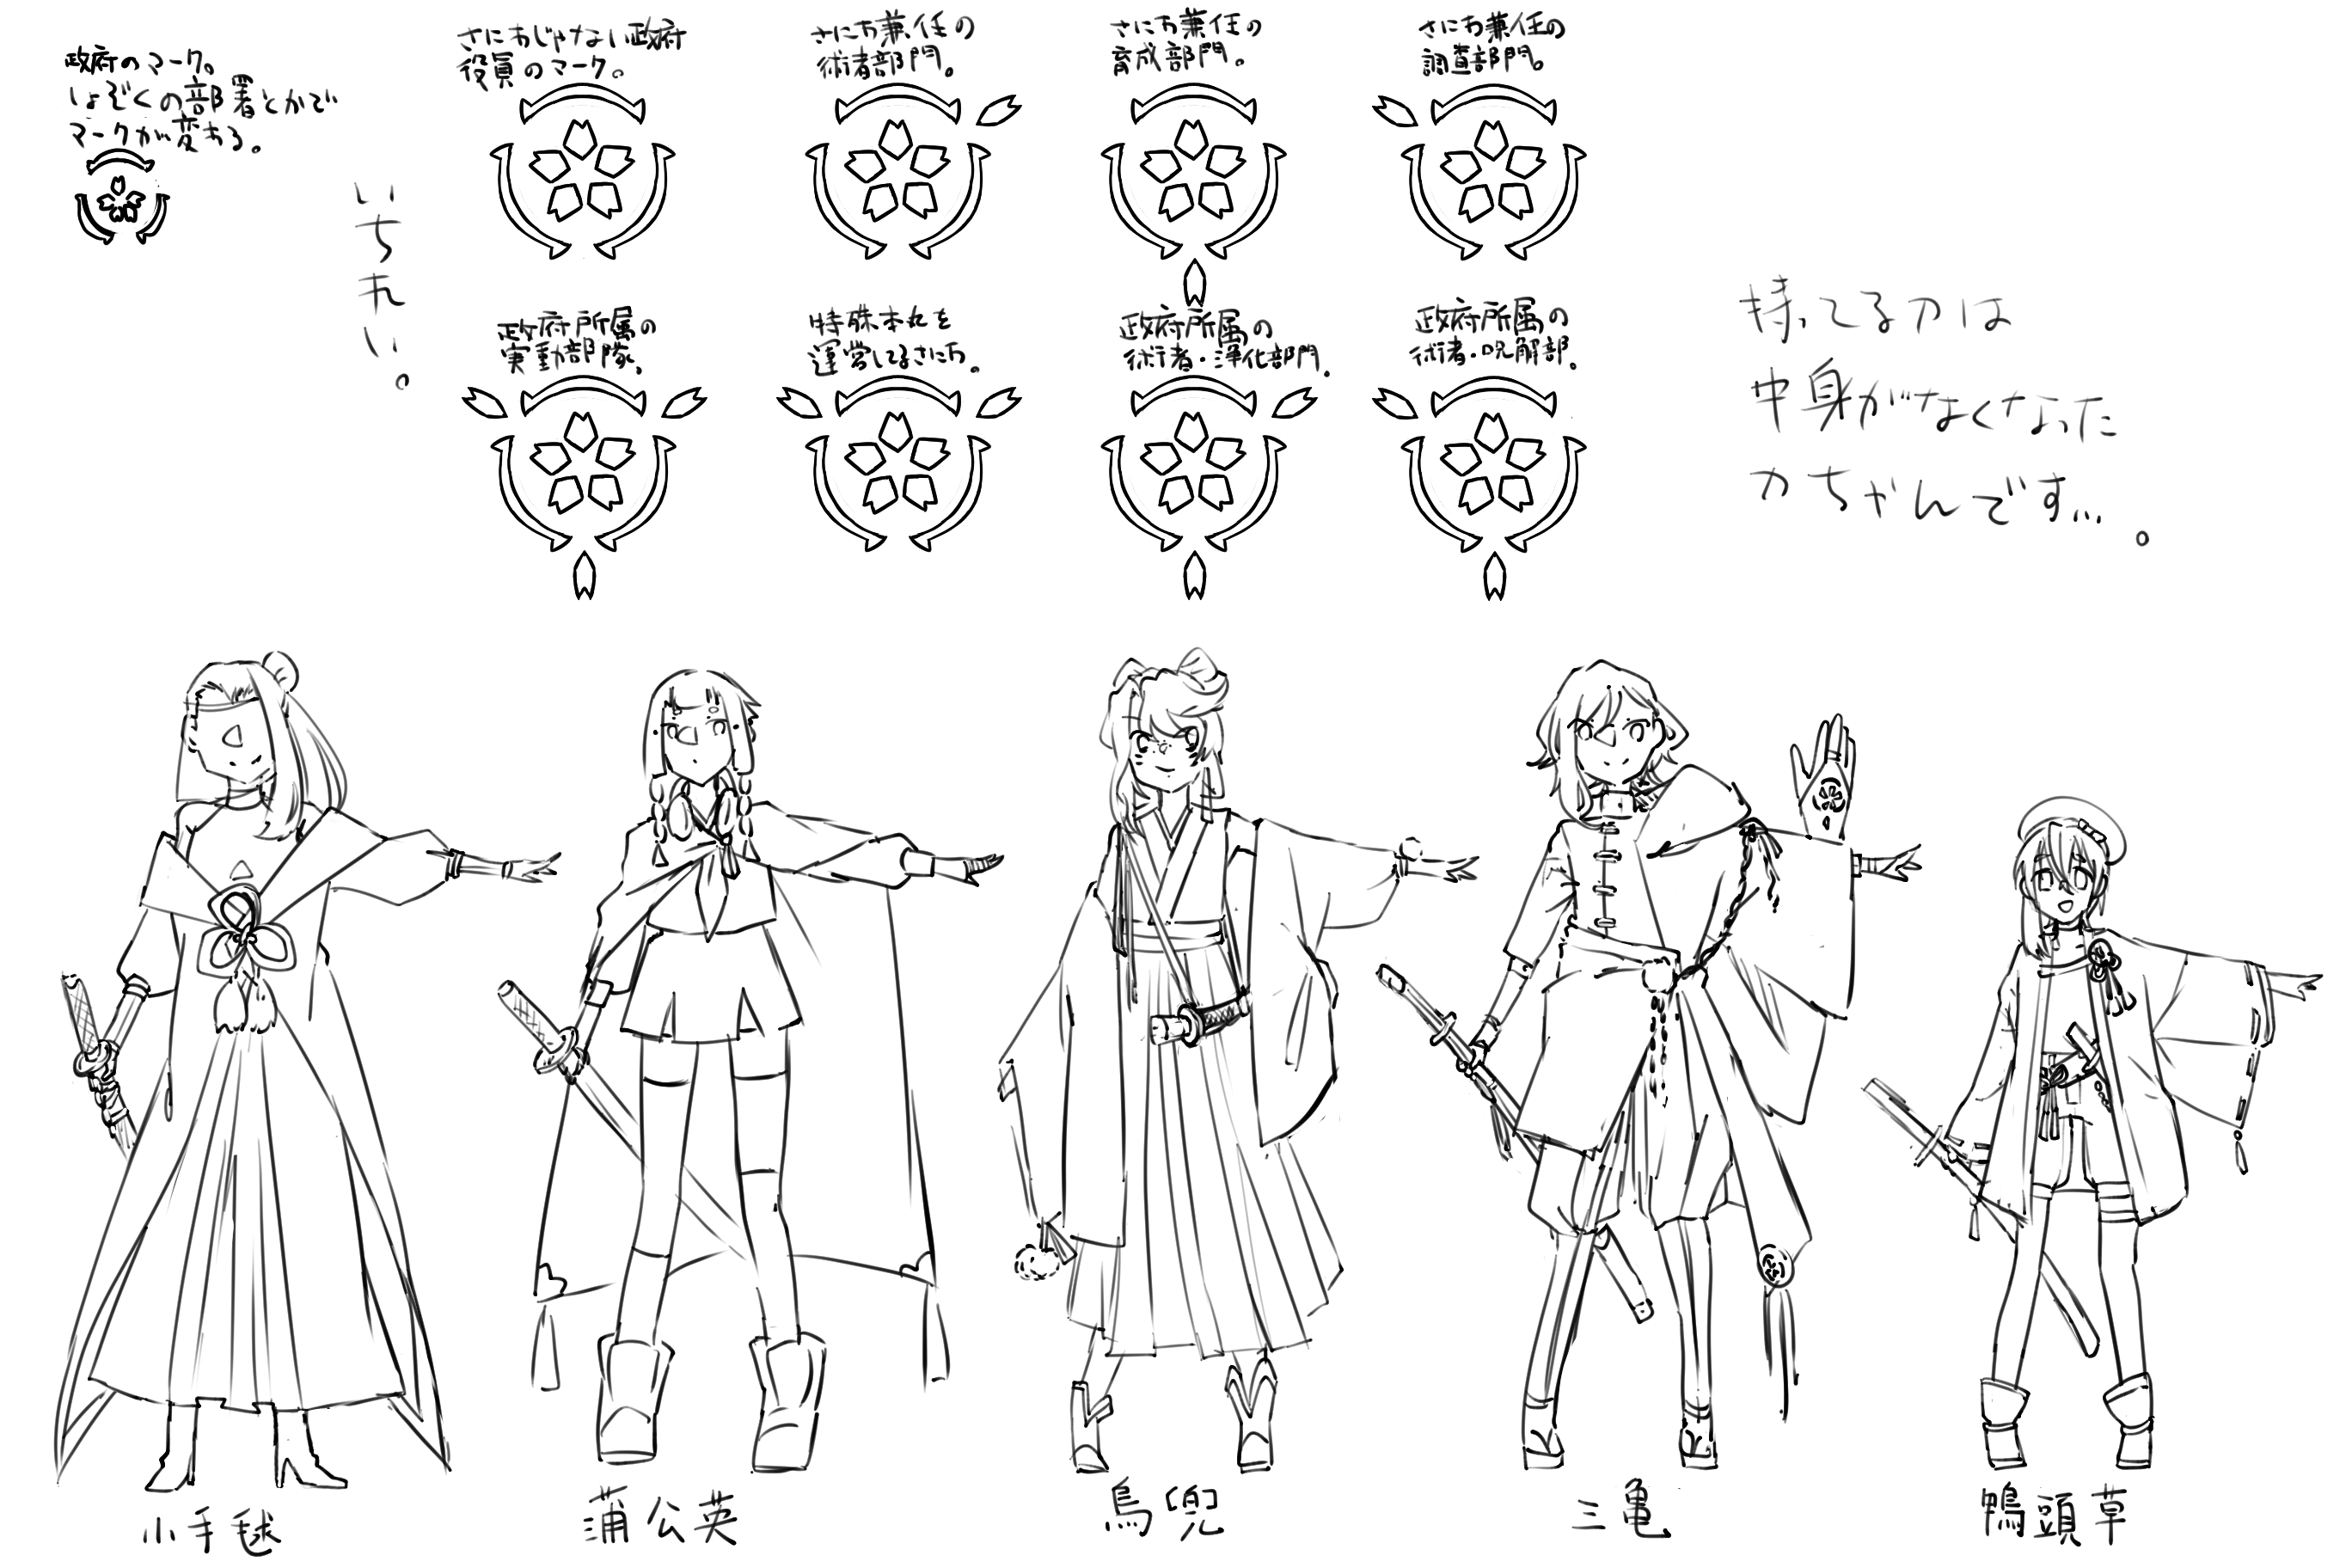 政府のマーク。
しょぞくの部署とかで
マークが変わる。
さにわじゃない政府
役員のマーク。
さにわ兼任の
術者部門。
さにわ兼任の
育成部門。
さにわ兼任の
調査部門。
いちれい。
政府所属の
実動部隊。
特殊本丸を
運営してるさにわ。
政府所属の
術者・浄化部門。
政府所属の
術者・呪解部。
持ってる刀は
中身がなくなった
刀ちゃんです…。
小手毬
蒲公英
鳥兜
三亀
鴨頭草